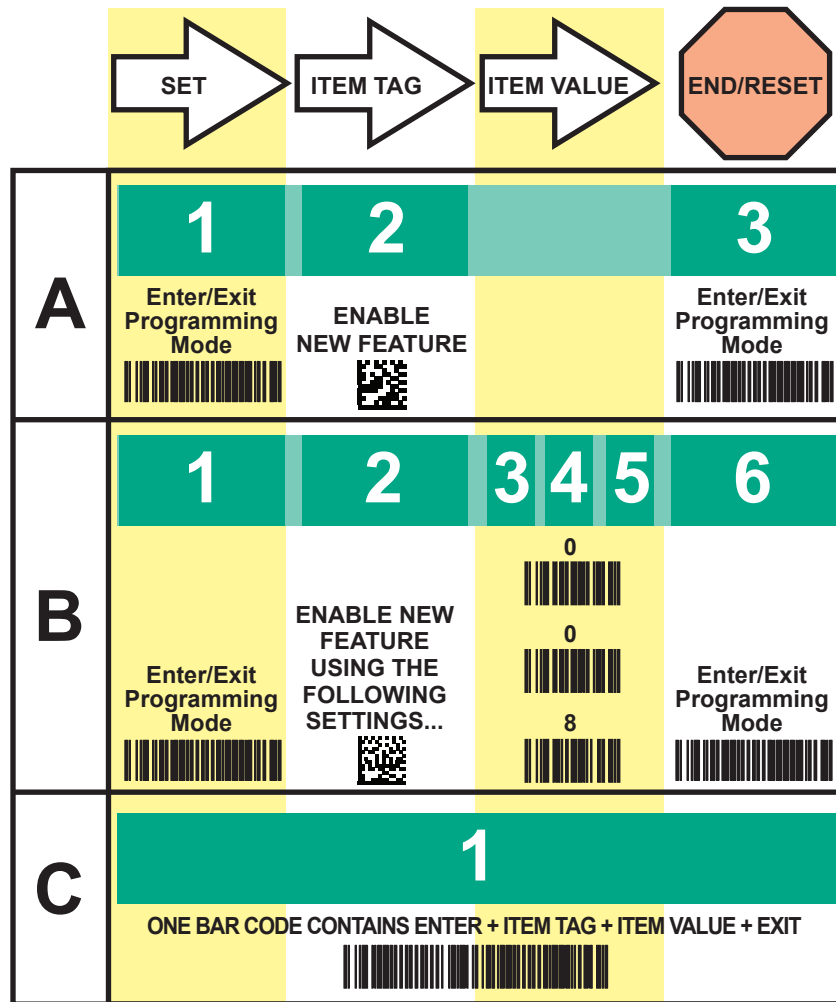 SET
ITEM TAG
ITEM VALUE
END/RESET
A
1
2
3
Enter/Exit
Programming
Mode
ENABLE
NEW FEATURE
Enter/Exit
Programming
Mode
B
1
2
3
4
5
6
Enter/Exit
Programming
Mode
ENABLE NEW
FEATURE
USING THE
FOLLOWING
SETTINGS...
0
0
8
Enter/Exit
Programming
Mode
C
1
ONE BAR CODE CONTAINS ENTER + ITEM TAG + ITEM VALUE + EXIT